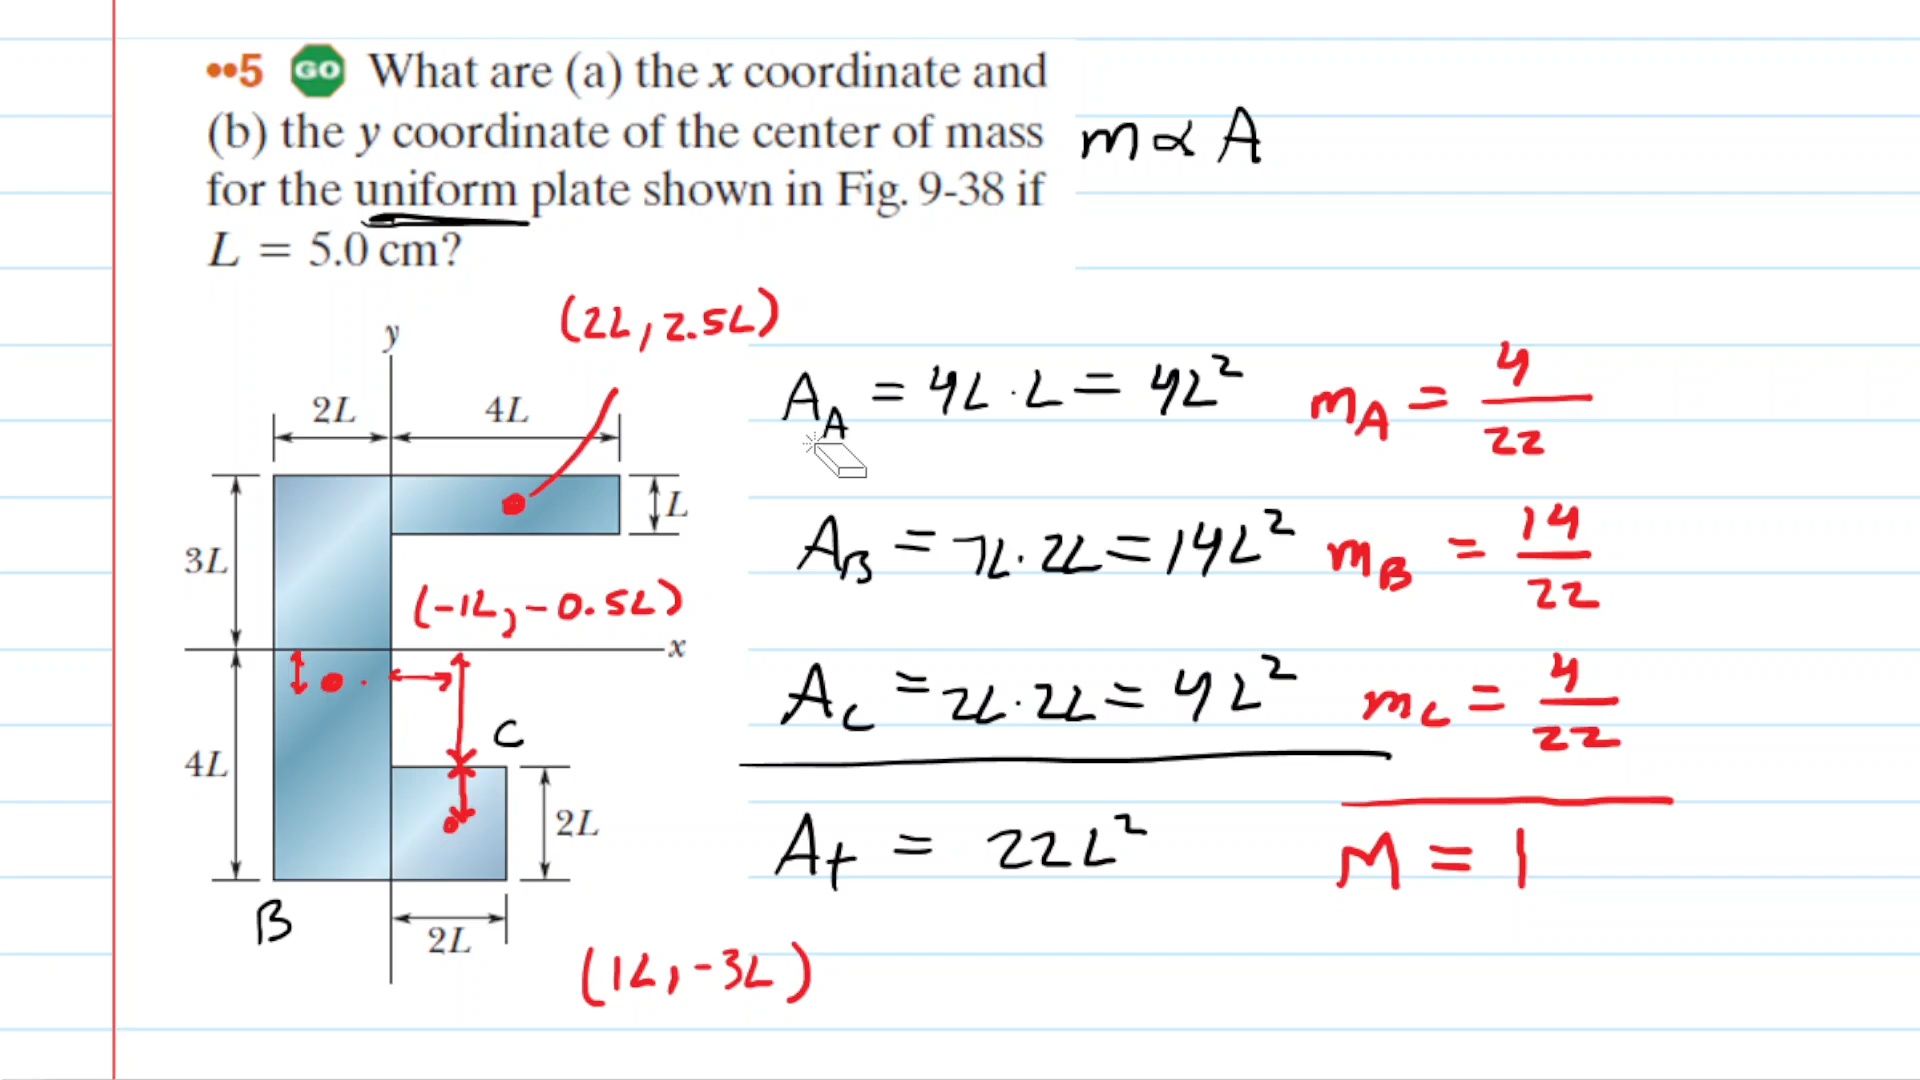 ••5 GO What are (a) the x coordinate and
(b) the y coordinate of the center of mass
for the uniform plate shown in Fig. 9-38 if
L = 5.0 cm?
m ∝ A
(2L, 2.5L)
y
2L
4L
L
3L
(-1L, -0.5L)
x
C
4L
2L
B
2L
(1L, -3L)
A_A = 4L · L = 4L²
m_A = 4/22
A_B = 7L · 2L = 14L²
m_B = 14/22
A_C = 2L · 2L = 4L²
m_C = 4/22
A_t = 22L²
M = 1